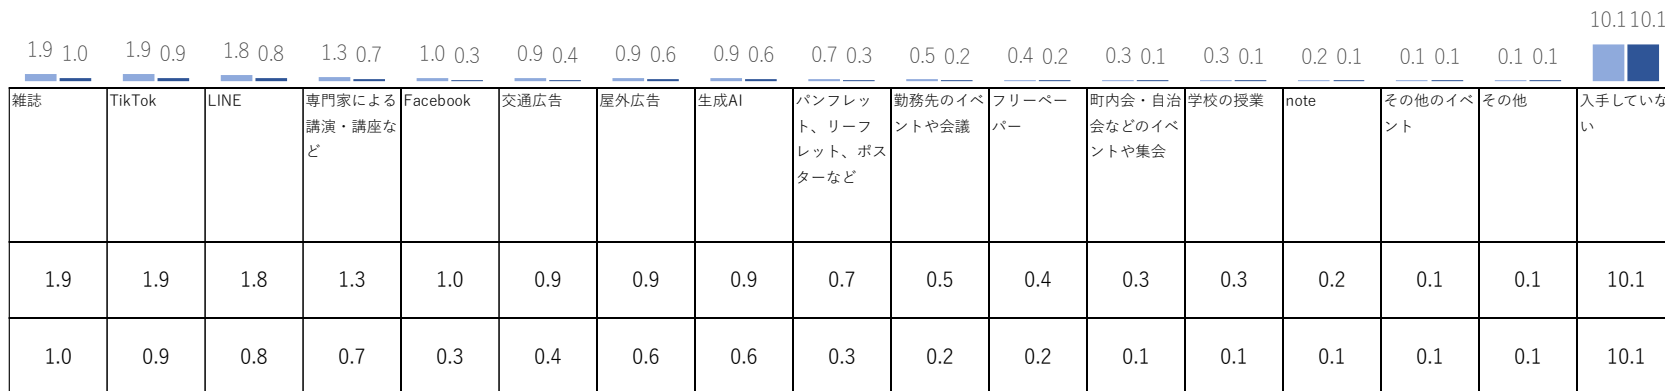 10.1 10.1
1.9 1.0 1.9 0.9 1.8 0.8 1.3 0.7 1.0 0.3 0.9 0.4 0.9 0.6 0.9 0.6 0.7 0.3 0.5 0.2 0.4 0.2 0.3 0.1 0.3 0.1 0.2 0.1 0.1 0.1 0.1 0.1
雑誌
TikTok
LINE
専門家による
講演・講座な
ど
Facebook
交通広告
屋外広告
生成AI
パンフレッ
ト、リーフ
レット、ポス
ターなど
勤務先のイベ
ントや会議
フリーペー
パー
町内会・自治
会などのイベ
ントや集会
学校の授業
note
その他のイベ
ント
その他
入手していな
い
1.9 1.9 1.8 1.3 1.0 0.9 0.9 0.9 0.7 0.5 0.4 0.3 0.3 0.2 0.1 0.1 10.1
1.0 0.9 0.8 0.7 0.3 0.4 0.6 0.6 0.3 0.2 0.2 0.1 0.1 0.1 0.1 0.1 10.1